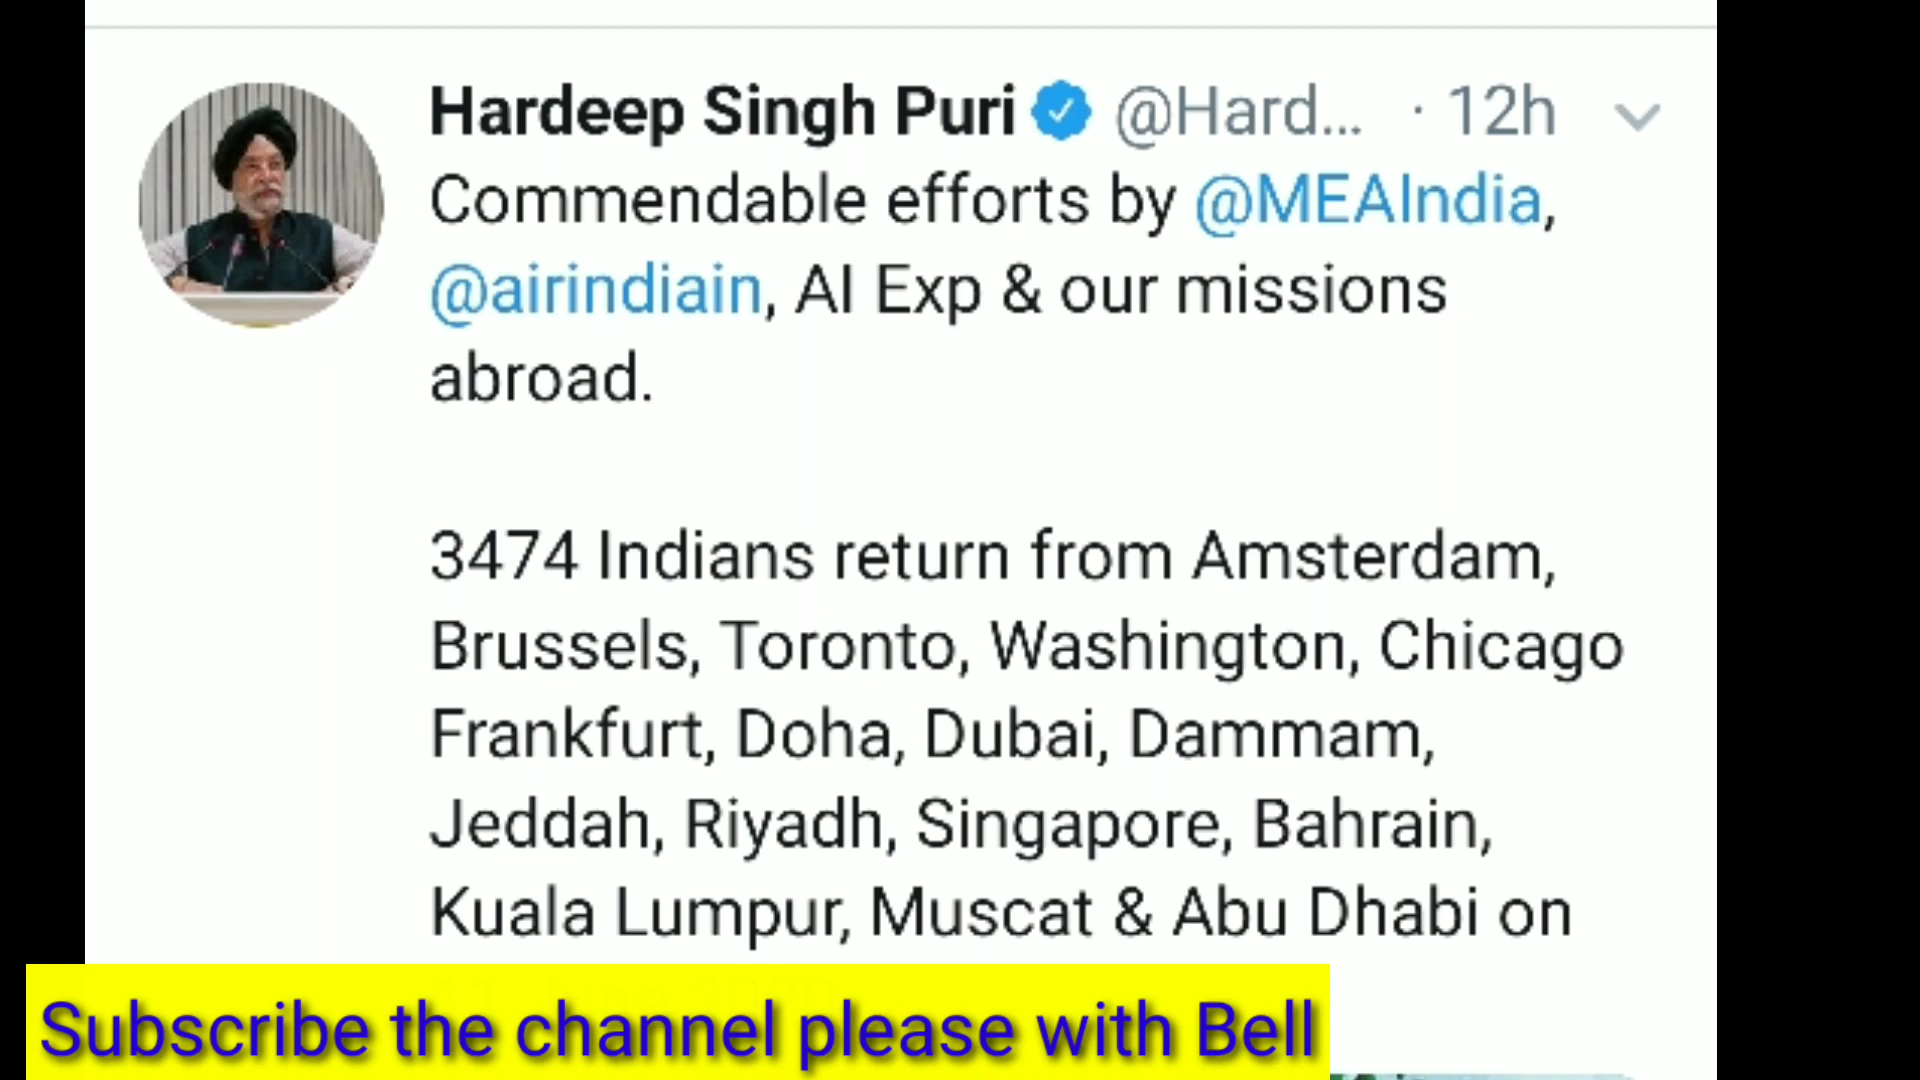 Hardeep Singh Puri @Hard... · 12h
Commendable efforts by @MEAIndia,
@airindiain, AI Exp & our missions
abroad.
3474 Indians return from Amsterdam,
Brussels, Toronto, Washington, Chicago
Frankfurt, Doha, Dubai, Dammam,
Jeddah, Riyadh, Singapore, Bahrain,
Kuala Lumpur, Muscat & Abu Dhabi on
Subscribe the channel please with Bell